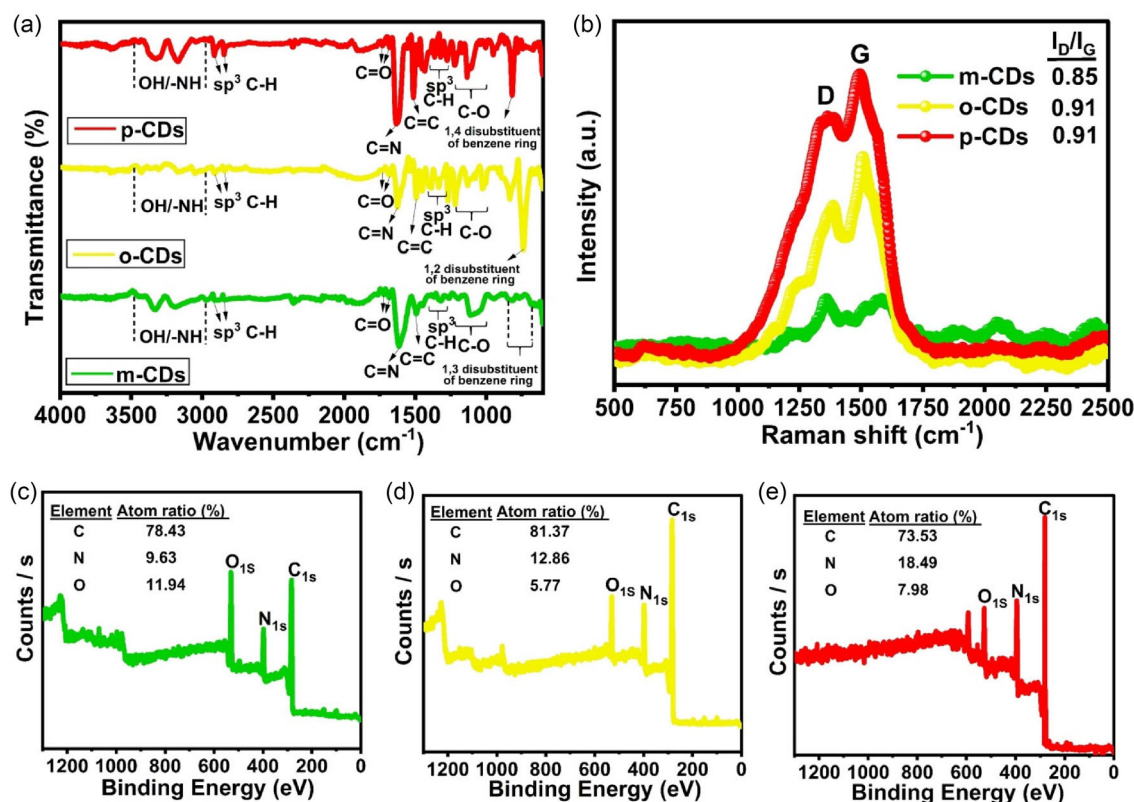 (a)
Transmittance (%)
OH/-NH
sp³ C-H
C=O
C=N
C=C
sp³
C-H
C-O
1,4 disubstituent
of benzene ring
p-CDs
OH/-NH
sp³ C-H
C=O
C=N
C=C
sp³
C-H
C-O
1,2 disubstituent
of benzene ring
o-CDs
OH/-NH
sp³ C-H
C=O
C=N
C=C
sp³
C-H
C-O
1,3 disubstituent
of benzene ring
m-CDs
4000 3500 3000 2500 2000 1500 1000
Wavenumber (cm⁻¹)
(b)
Intensity (a.u.)
D
G
I_D/I_G
m-CDs 0.85
o-CDs 0.91
p-CDs 0.91
500 750 1000 1250 1500 1750 2000 2250 2500
Raman shift (cm⁻¹)
(c)
Counts / s
Element Atom ratio (%)
C 78.43
N 9.63
O 11.94
O1S
N1s
C1s
1200 1000 800 600 400 200 0
Binding Energy (eV)
(d)
Counts / s
Element Atom ratio (%)
C 81.37
N 12.86
O 5.77
O1S
N1s
C1s
1200 1000 800 600 400 200 0
Binding Energy (eV)
(e)
Counts / s
Element Atom ratio (%)
C 73.53
N 18.49
O 7.98
O1S
N1s
C1s
1200 1000 800 600 400 200 0
Binding Energy (eV)